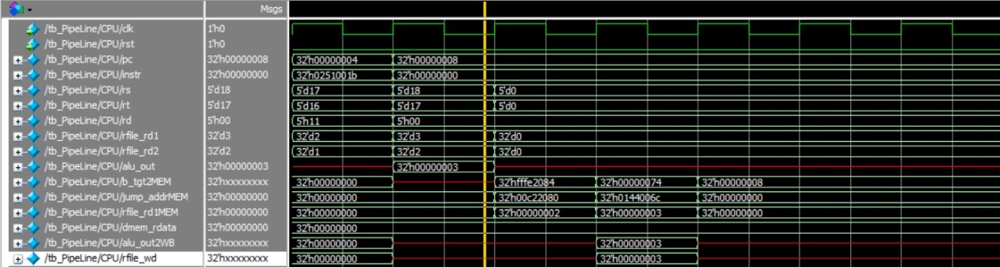 Msgs
/tb_PipeLine/CPU/clk 1'h0
/tb_PipeLine/CPU/rst 1'h0
/tb_PipeLine/CPU/pc 32'h00000008 32'h00000004 32'h00000008
/tb_PipeLine/CPU/instr 32'h00000000 32'h0251001b 32'h00000000
/tb_PipeLine/CPU/rs 5'd18 5'd17 5'd18 5'd0
/tb_PipeLine/CPU/rt 5'd17 5'd16 5'd17 5'd0
/tb_PipeLine/CPU/rd 5'h00 5'h11 5'h00
/tb_PipeLine/CPU/rfile_rd1 32'd3 32'd2 32'd3 32'd0
/tb_PipeLine/CPU/rfile_rd2 32'd2 32'd1 32'd2 32'd0
/tb_PipeLine/CPU/alu_out 32'h00000003 32'h00000003
/tb_PipeLine/CPU/b_tgt2MEM 32'hxxxxxxxx 32'h00000000 32'hfffe2084 32'h00000074 32'h00000008
/tb_PipeLine/CPU/jump_addrMEM 32'h00000000 32'h00000000 32'h00c22080 32'h0144006c 32'h00000000
/tb_PipeLine/CPU/rfile_rd1MEM 32'h00000000 32'h00000000 32'h00000002 32'h00000003 32'h00000000
/tb_PipeLine/CPU/dmem_rdata 32'h00000000 32'h00000000
/tb_PipeLine/CPU/alu_out2WB 32'hxxxxxxxx 32'h00000000 32'h00000003
/tb_PipeLine/CPU/rfile_wd 32'hxxxxxxxx 32'h00000000 32'h00000003